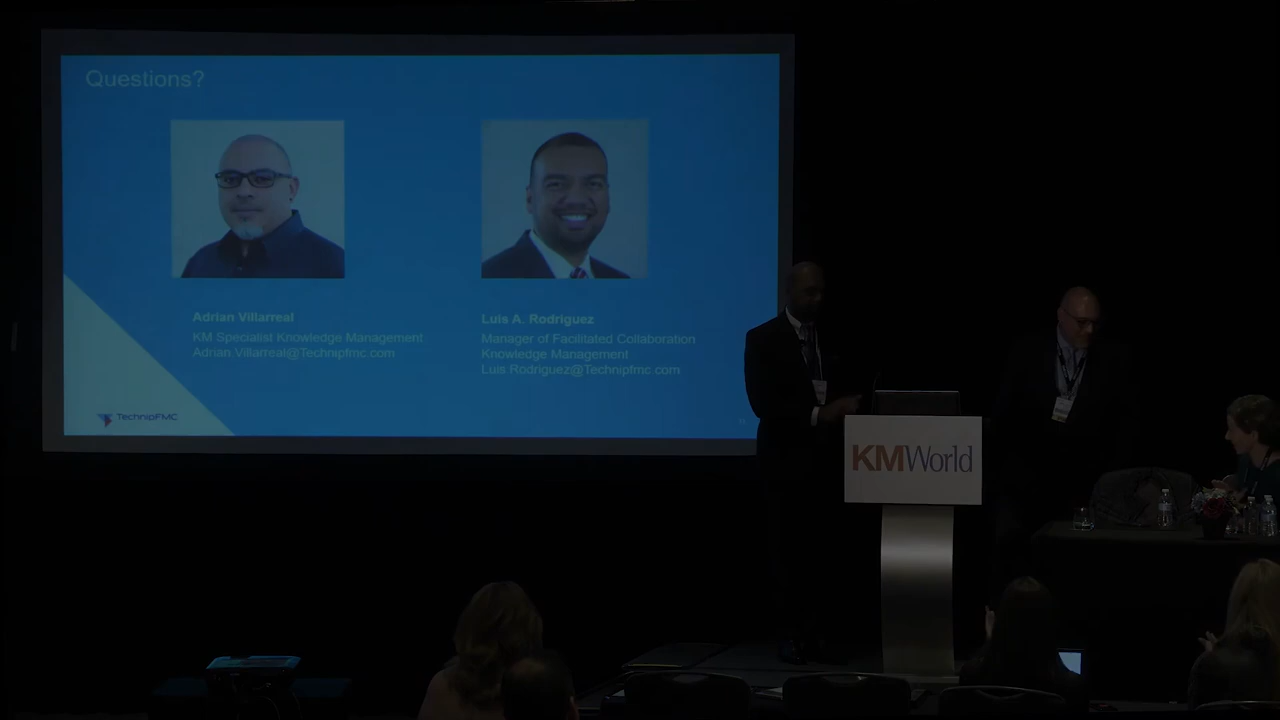 Questions?
Adrian Villarreal
KM Specialist Knowledge Management
Adrian.Villarreal@Technipfmc.com
Luis A. Rodriguez
Manager of Facilitated Collaboration
Knowledge Management
Luis.Rodriguez@Technipfmc.com
TechnipFMC
KMWorld